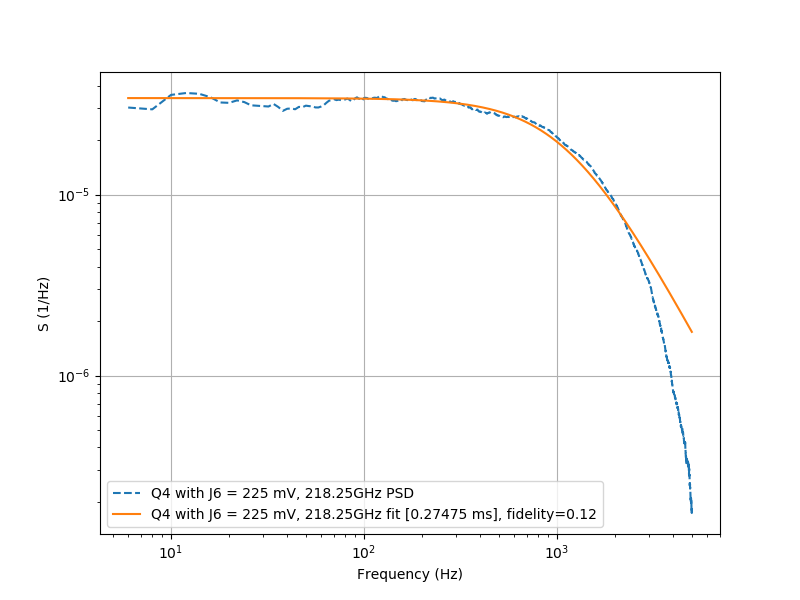 10⁻⁵
10⁻⁶
S (1/Hz)
Q4 with J6 = 225 mV, 218.25GHz PSD
Q4 with J6 = 225 mV, 218.25GHz fit [0.27475 ms], fidelity=0.12
10¹ 10² 10³
Frequency (Hz)